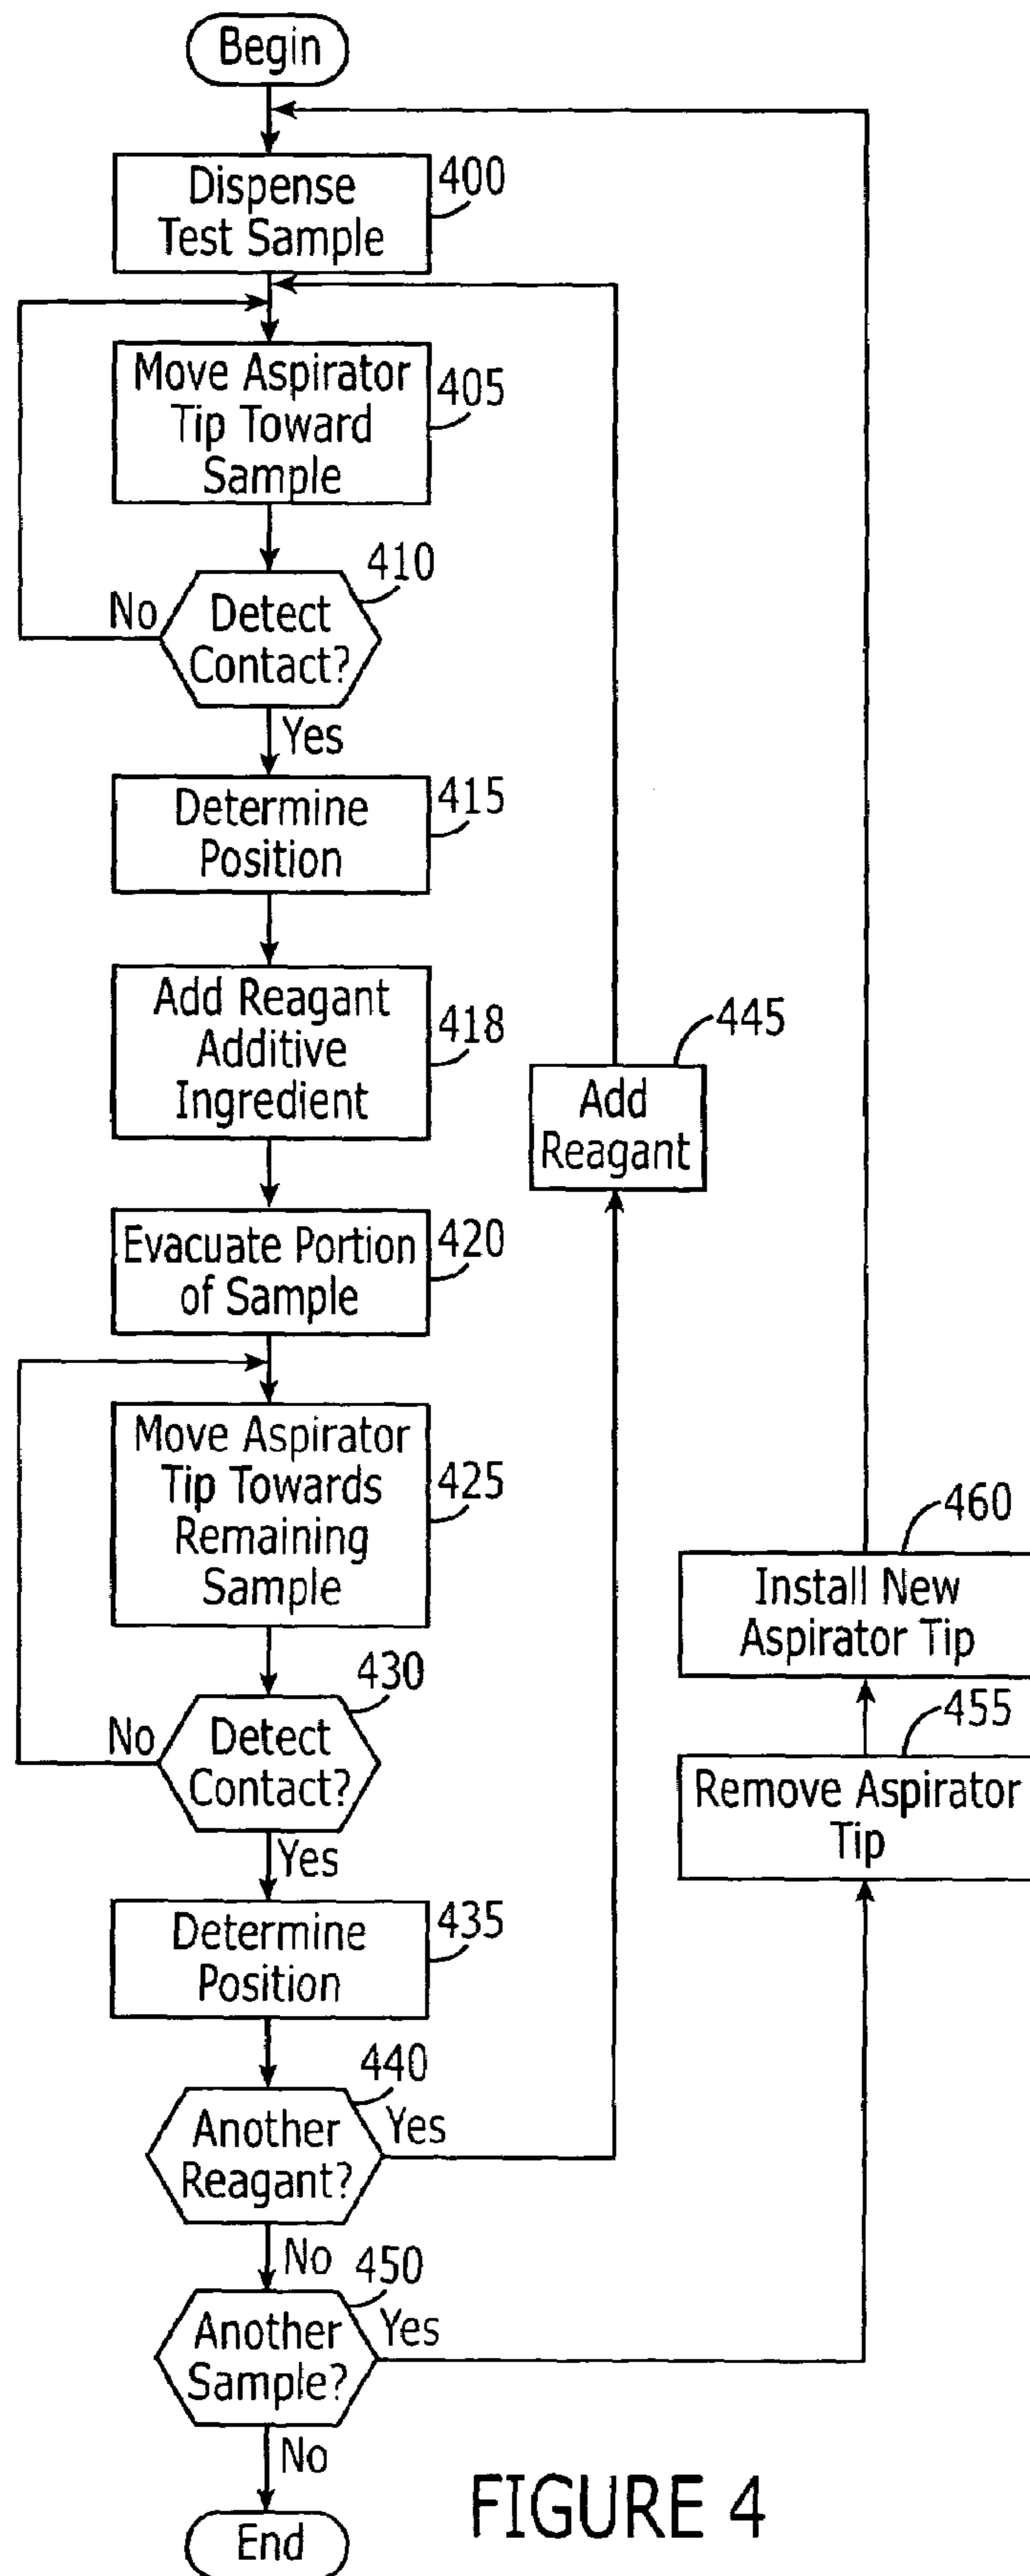 Begin
Dispense
Test Sample
400
Move Aspirator
Tip Toward
Sample
405
410
No
Detect
Contact?
Yes
Determine
Position
415
Add Reagant
Additive
Ingredient
418
445
Add
Reagant
Evacuate Portion
of Sample
420
Move Aspirator
Tip Towards
Remaining
Sample
425
460
Install New
Aspirator Tip
430
No
Detect
Contact?
Yes
455
Remove Aspirator
Tip
Determine
Position
435
440
Another
Reagant?
Yes
No
450
Another
Sample?
Yes
No
End
FIGURE 4